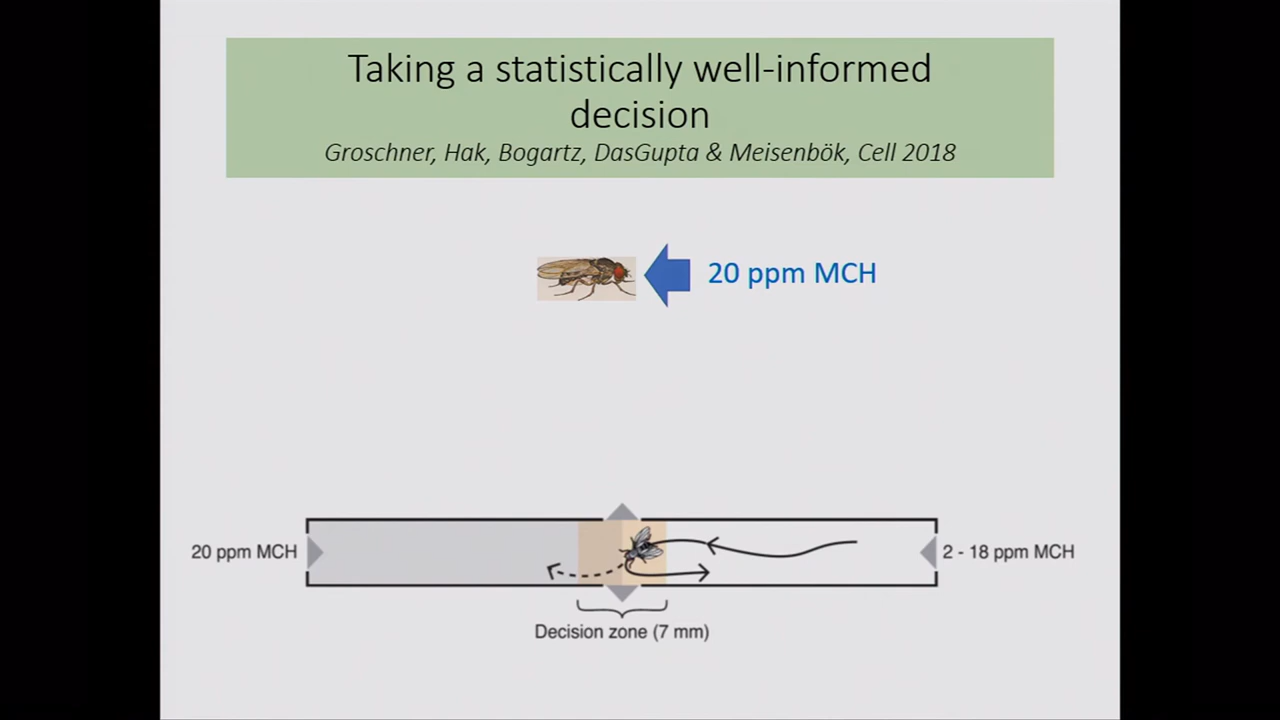 Taking a statistically well-informed
decision
Groschner, Hak, Bogartz, DasGupta & Meisenbök, Cell 2018
20 ppm MCH
20 ppm MCH
2 - 18 ppm MCH
Decision zone (7 mm)